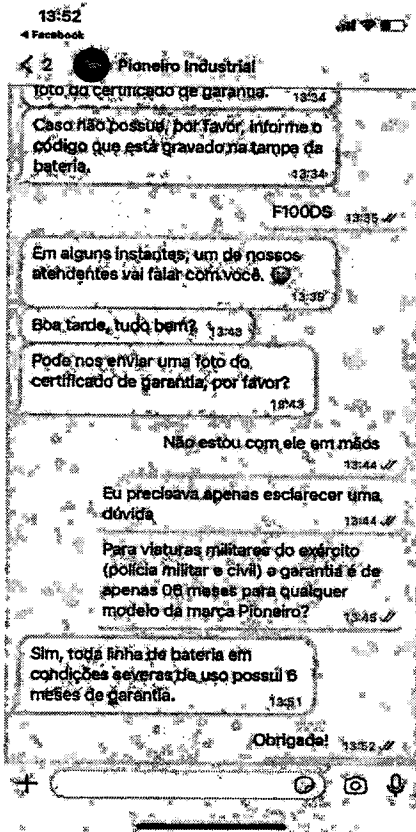 13:52
◄ Facebook
2 Pioneiro Industrial
foto do certificado de garantia. 13:34
Caso não possua, por favor, informe o
código que está gravado na tampa da
bateria.
13:34
F100DS 13:35
Em alguns instantes, um de nossos
atendentes vai falar com você.
13:35
Boa tarde, tudo bem? 13:43
Pode nos enviar uma foto do
certificado de garantia, por favor?
13:43
Não estou com ele em mãos
13:44
Eu precisava apenas esclarecer uma
dúvida
13:44
Para viaturas militares do exército
(polícia militar e civil) a garantia é de
apenas 06 meses para qualquer
modelo da marca Pioneiro?
13:45
Sim, toda linha de bateria em
condições severas de uso possui 6
meses de garantia.
13:51
Obrigada! 13:52